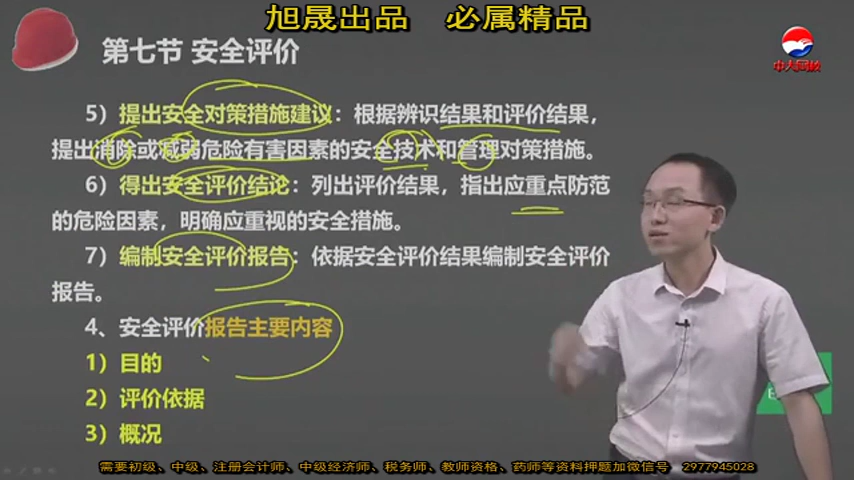 旭晟出品 必属精品
第七节 安全评价
中大网校
5）提出安全对策措施建议：根据辨识结果和评价结果，
提出消除或减弱危险有害因素的安全技术和管理对策措施。
6）得出安全评价结论：列出评价结果，指出应重点防范
的危险因素，明确应重视的安全措施。
7）编制安全评价报告：依据安全评价结果编制安全评价
报告。
4、安全评价报告主要内容
1）目的
2）评价依据
3）概况
需要初级、中级、注册会计师、中级经济师、税务师、教师资格、药师等资料押题加微信号 2977945028